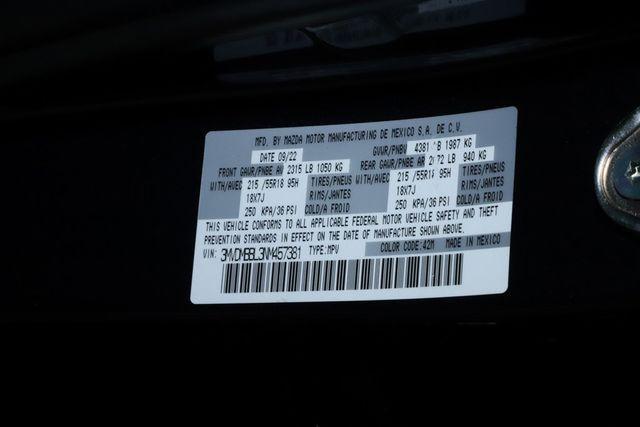 MFD. BY MAZDA MOTOR MANUFACTURING DE MEXICO S.A. DE C.V.
DATE 09/22 GVWR/PNBV 4381 LB 1987 KG
FRONT GAWR/PNBE AV 2315 LB 1050 KG REAR GAWR/PNBE AR 2072 LB 940 KG
WITH/AVEC 215 /55R18 95H TIRES/PNEUS WITH/AVEC 215 /55R18 95H TIRES/PNEUS
18X7J RIMS/JANTES 18X7J RIMS/JANTES
250 KPA/36 PSI COLD/A FROID 250 KPA/36 PSI COLD/A FROID
THIS VEHICLE CONFORMS TO ALL APPLICABLE FEDERAL MOTOR VEHICLE SAFETY AND THEFT
PREVENTION STANDARDS IN EFFECT ON THE DATE OF MANUFACTURE SHOWN ABOVE.
VIN: TYPE:MPV COLOR CODE:42M MADE IN MEXICO